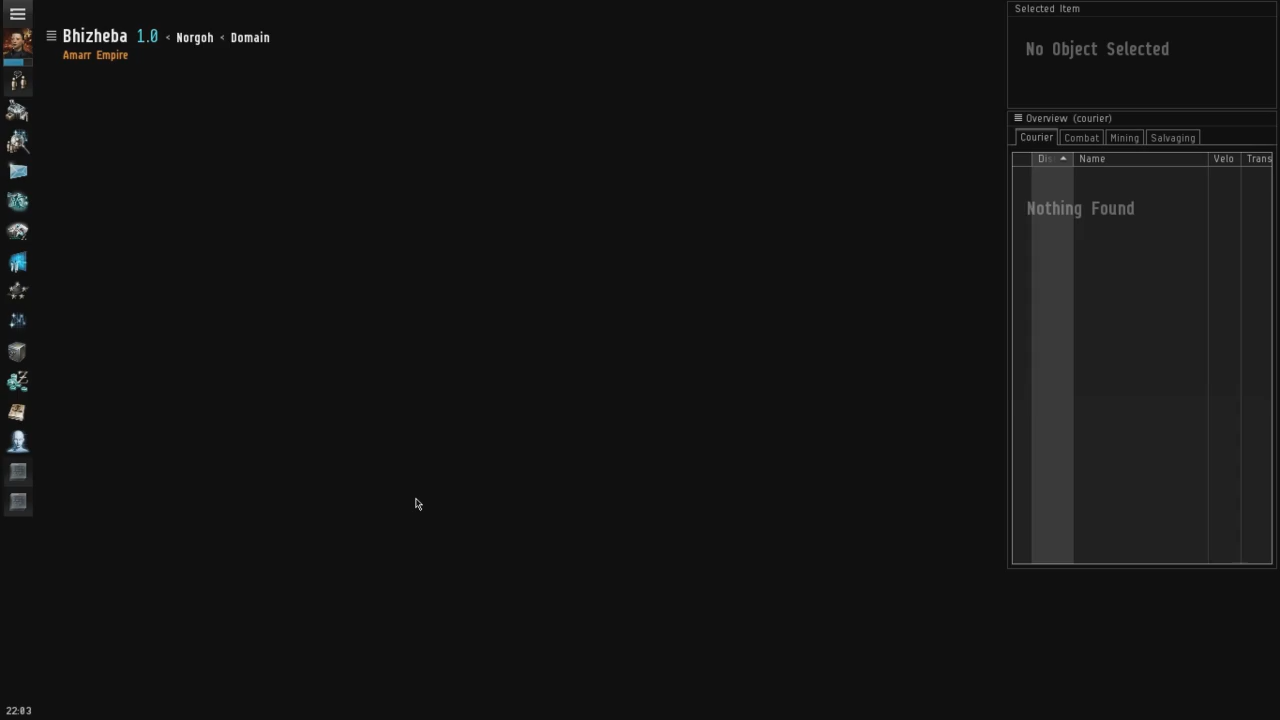 Bhizheba 1.0 < Norgoh < Domain
Amarr Empire
Selected Item
No Object Selected
Overview (courier)
Courier Combat Mining Salvaging
Dis Name Velo Trans
Nothing Found
22:03